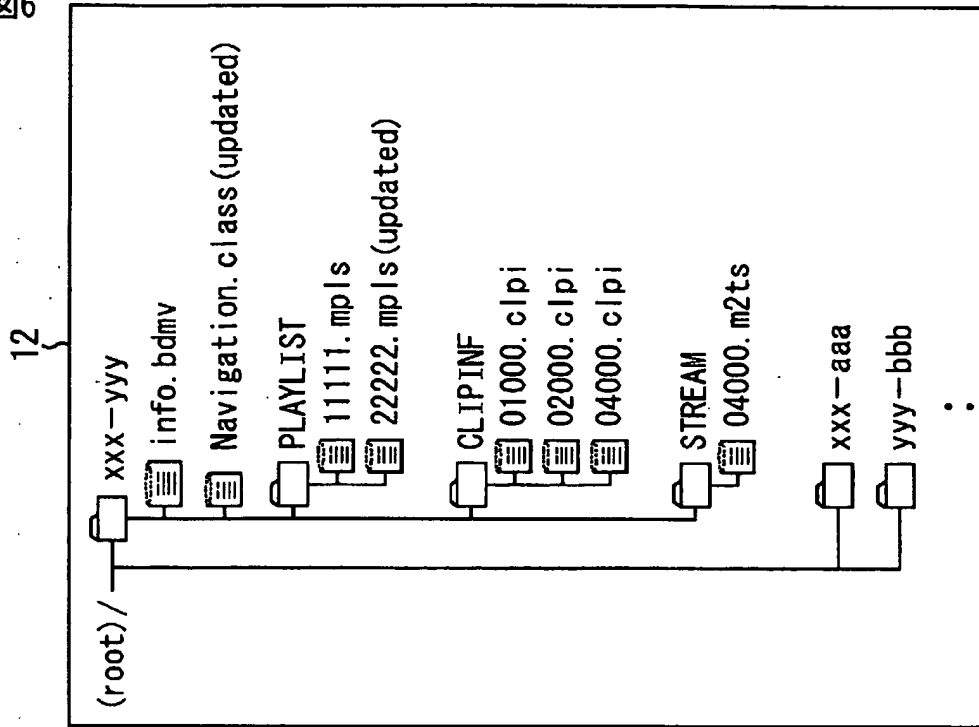 図6
12
(root)/
xxx-yyy
info.bdmv
Navigation.class(updated)
PLAYLIST
11111.mpls
22222.mpls(updated)
CLIPINF
01000.clpi
02000.clpi
04000.clpi
STREAM
04000.m2ts
xxx-aaa
yyy-bbb